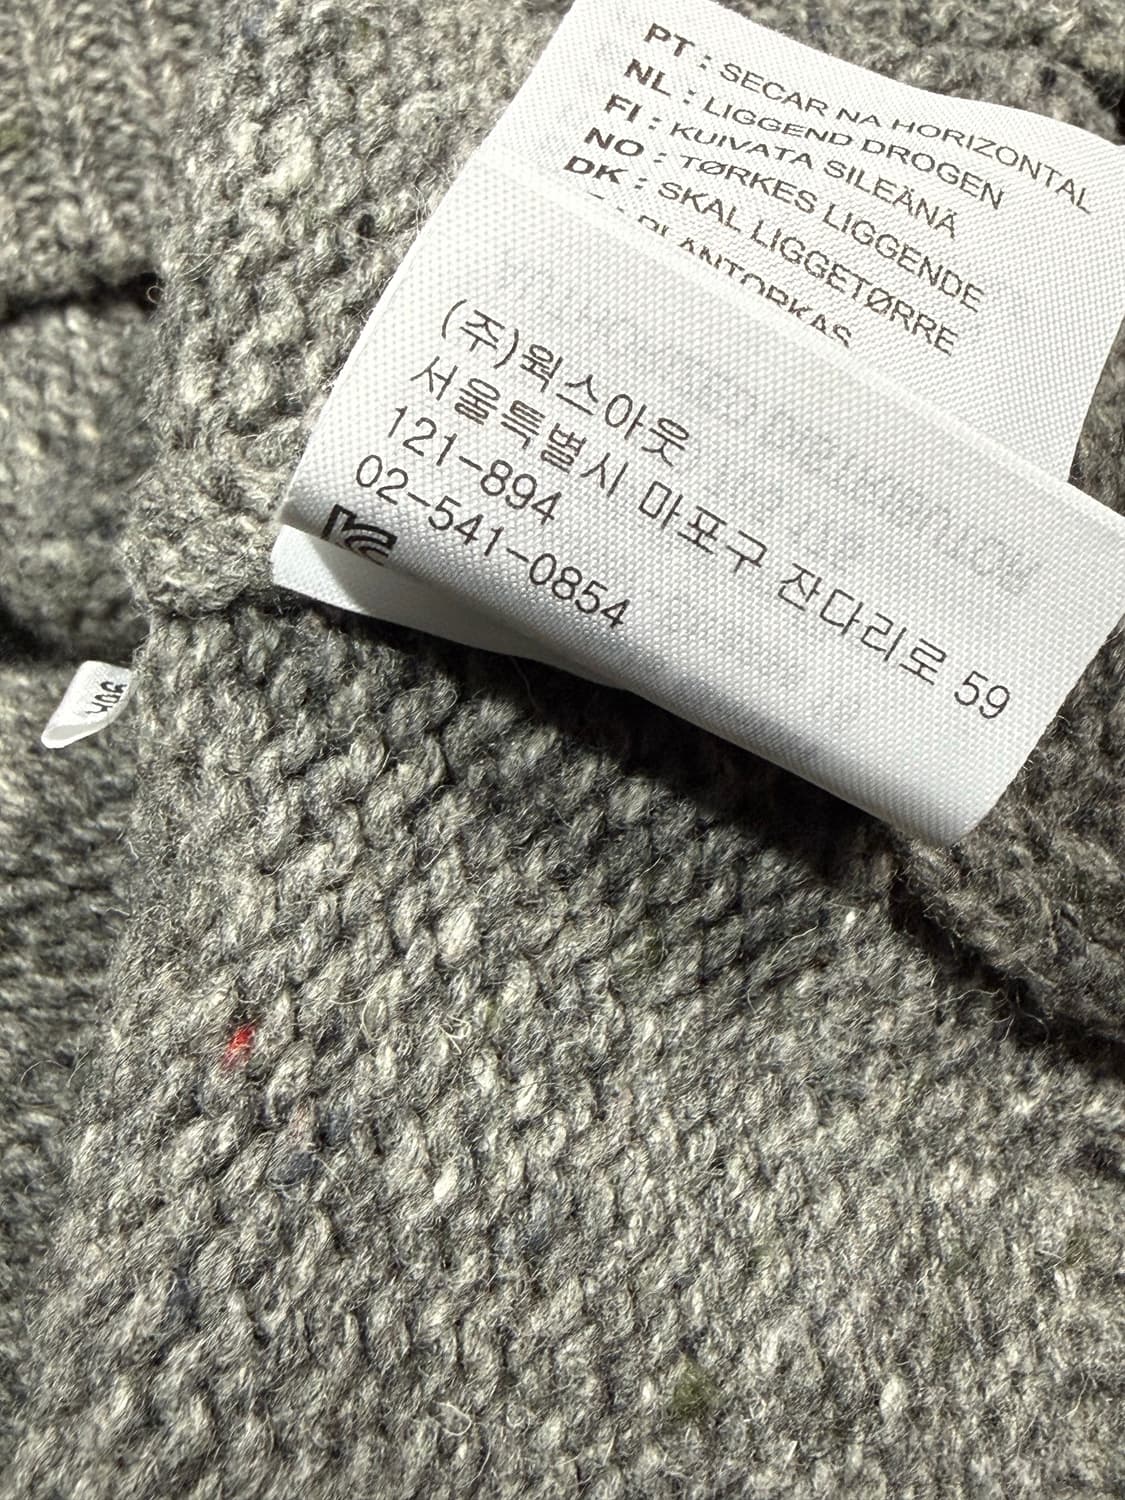 PT : SECAR NA HORIZONTAL
NL : LIGGEND DROGEN
FI : KUIVATA SILEÄNÄ
NO : TØRKES LIGGENDE
DK : SKAL LIGGETØRRE
PLANTORKAS
(주)웍스아웃
서울특별시 마포구 잔다리로 59
121-894
02-541-0854